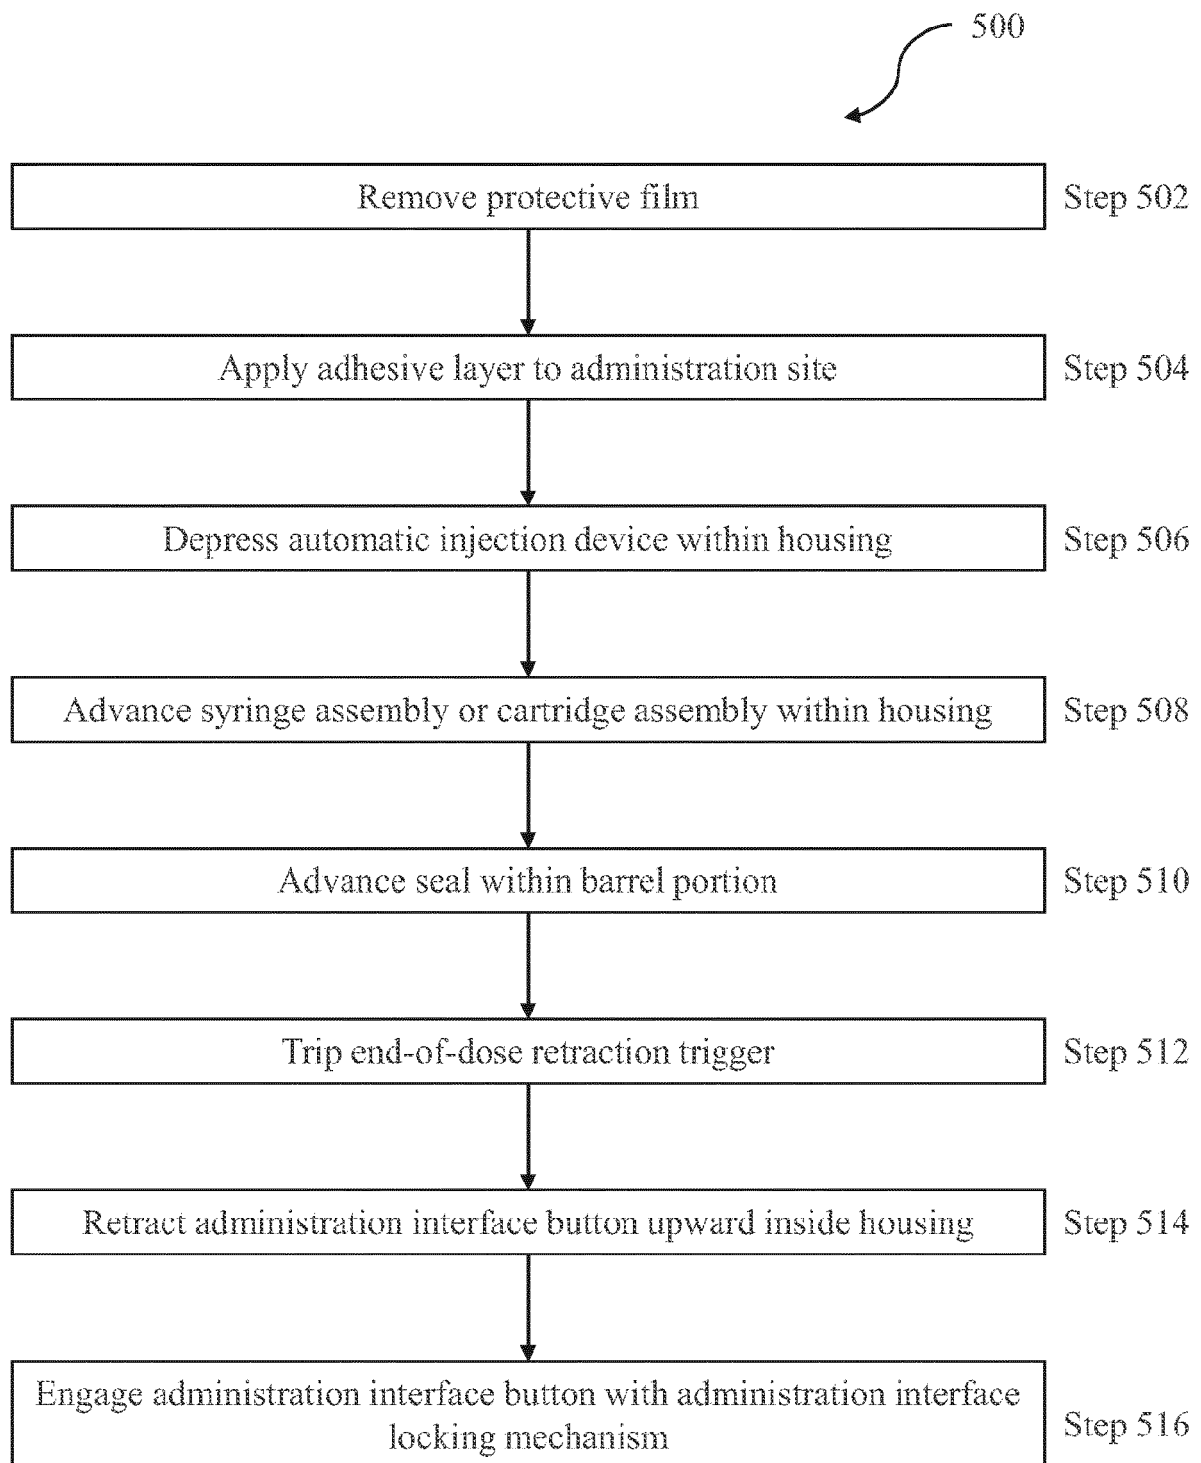 500
Remove protective film
Step 502
Apply adhesive layer to administration site
Step 504
Depress automatic injection device within housing
Step 506
Advance syringe assembly or cartridge assembly within housing
Step 508
Advance seal within barrel portion
Step 510
Trip end-of-dose retraction trigger
Step 512
Retract administration interface button upward inside housing
Step 514
Engage administration interface button with administration interface
locking mechanism
Step 516